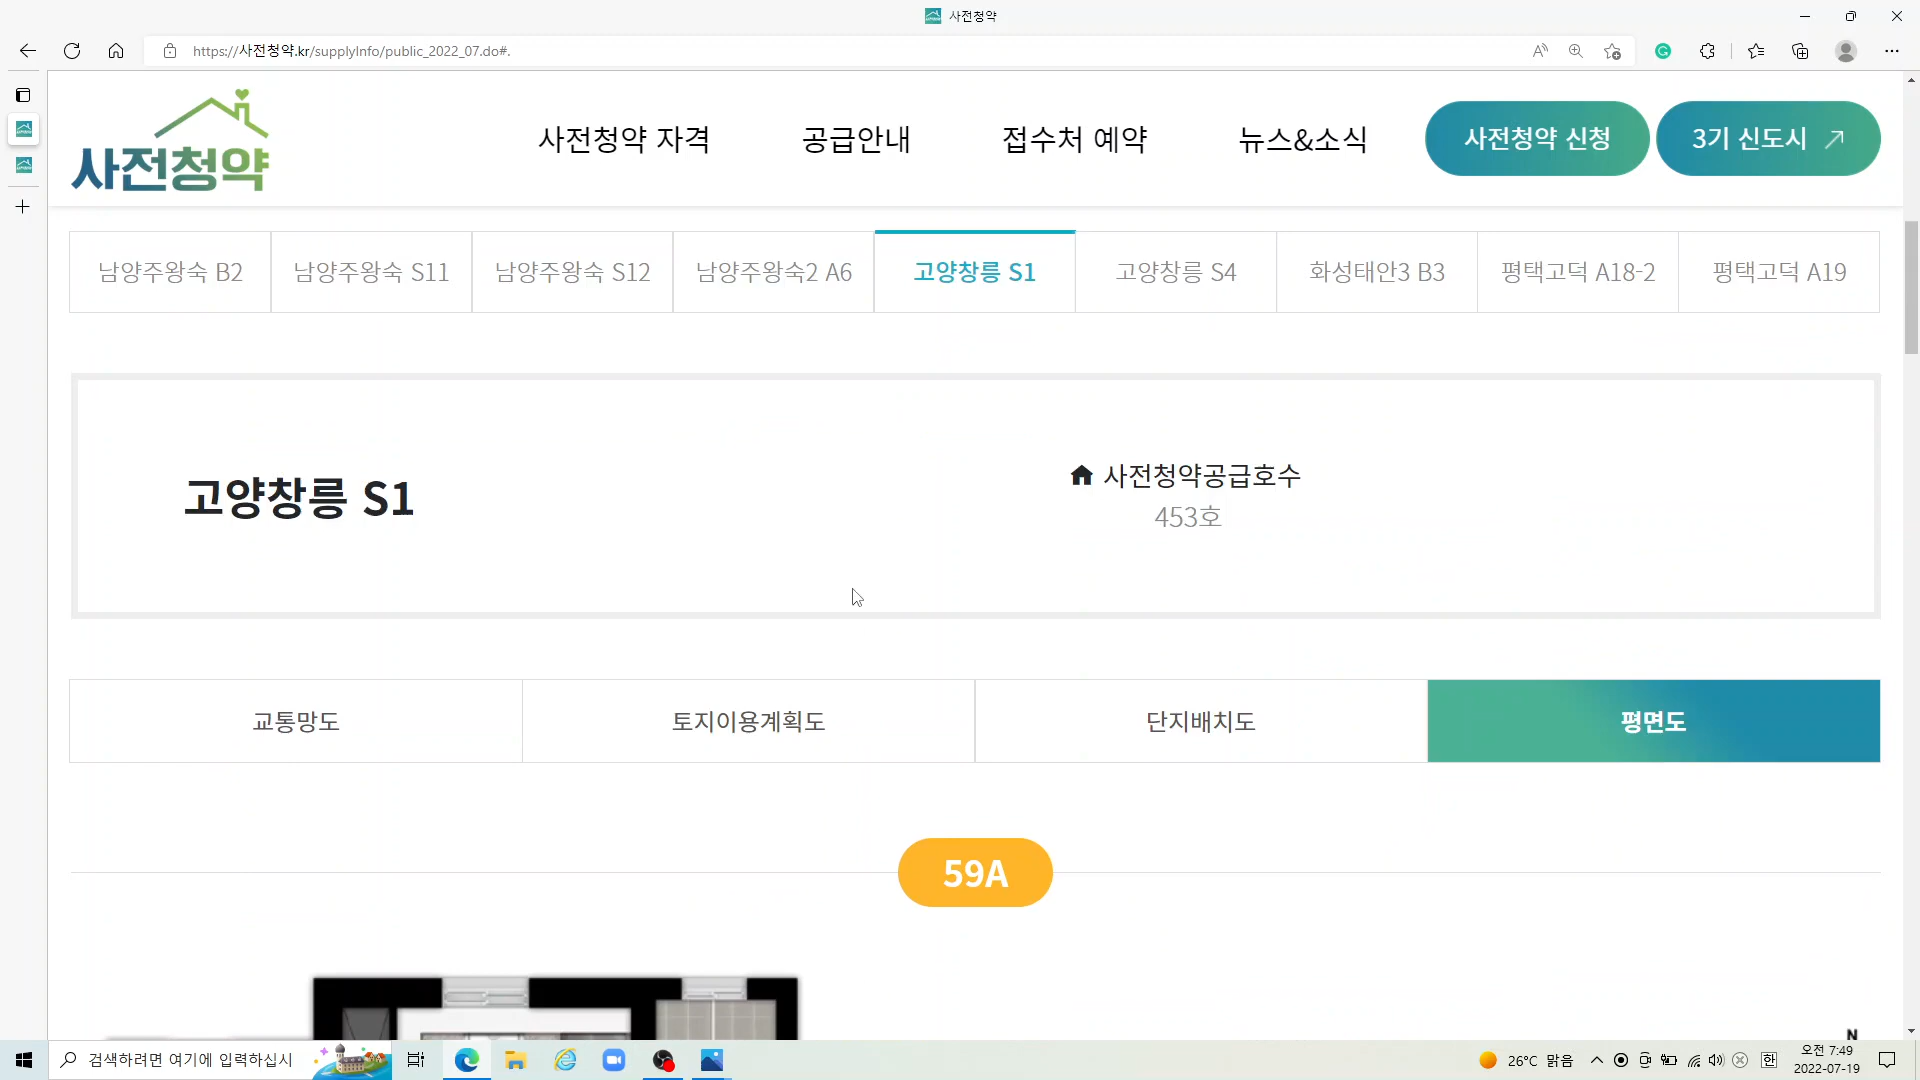 사전청약
https://사전청약.kr/supplyInfo/public_2022_07.do#.
사전청약
사전청약 자격
공급안내
접수처 예약
뉴스&소식
사전청약 신청
3기 신도시
남양주왕숙 B2
남양주왕숙 S11
남양주왕숙 S12
남양주왕숙2 A6
고양창릉 S1
고양창릉 S4
화성태안3 B3
평택고덕 A18-2
평택고덕 A19
고양창릉 S1
사전청약공급호수
453호
교통망도
토지이용계획도
단지배치도
평면도
59A
N
검색하려면 여기에 입력하십시
26°C 맑음
한
오전 7:49
2022-07-19